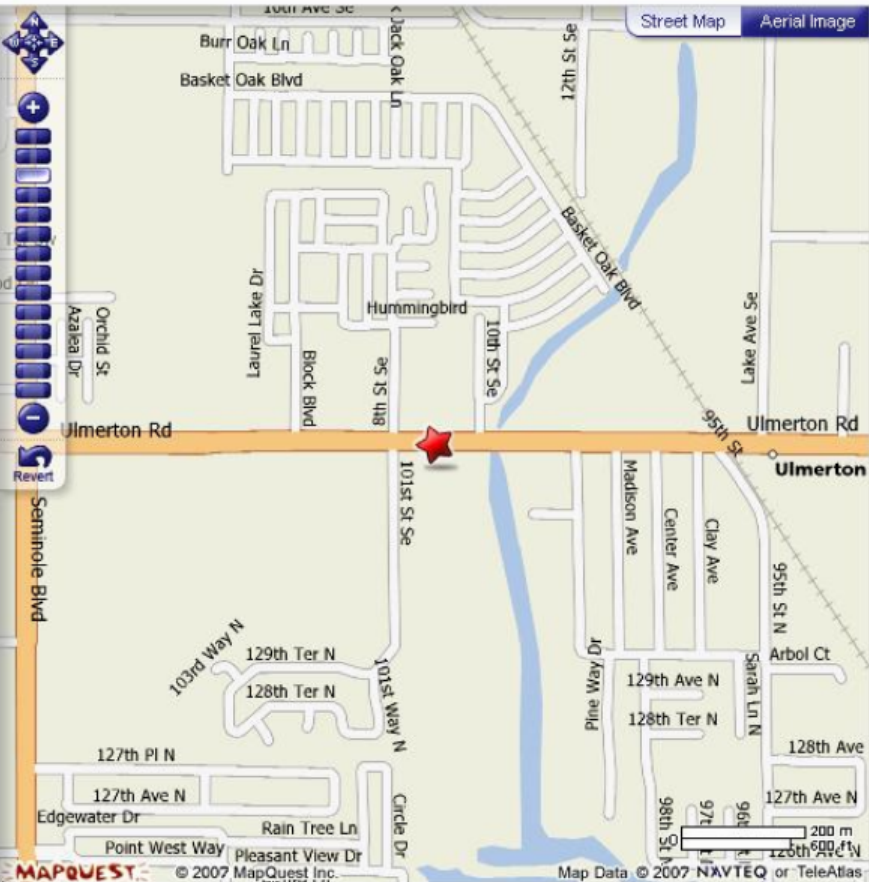 10th Ave Se
Street Map
Aerial Image
N
W
E
S
Burr Oak Ln
k Jack Oak Ln
12th St Se
Basket Oak Blvd
Basket Oak Blvd
Hummingbird
Laurel Lake Dr
Block Blvd
8th St Se
10th St Se
Lake Ave Se
Orchid St
Azalea Dr
Ulmerton Rd
95th St
Ulmerton Rd
Revert
Ulmerton
Seminole Blvd
101st St Se
Madison Ave
Center Ave
Clay Ave
95th St N
103rd Way N
129th Ter N
128th Ter N
101st Way N
Pine Way Dr
129th Ave N
128th Ter N
Sarah Ln N
Arbol Ct
127th Pl N
128th Ave
127th Ave N
127th Ave N
Edgewater Dr
Rain Tree Ln
Circle Dr
98th St N
97th
96th
200 m
600 ft
Point West Way
Pleasant View Dr
126th Ave N
MAPQUEST
© 2007 MapQuest Inc.
Map Data © 2007 NAVTEQ or TeleAtlas